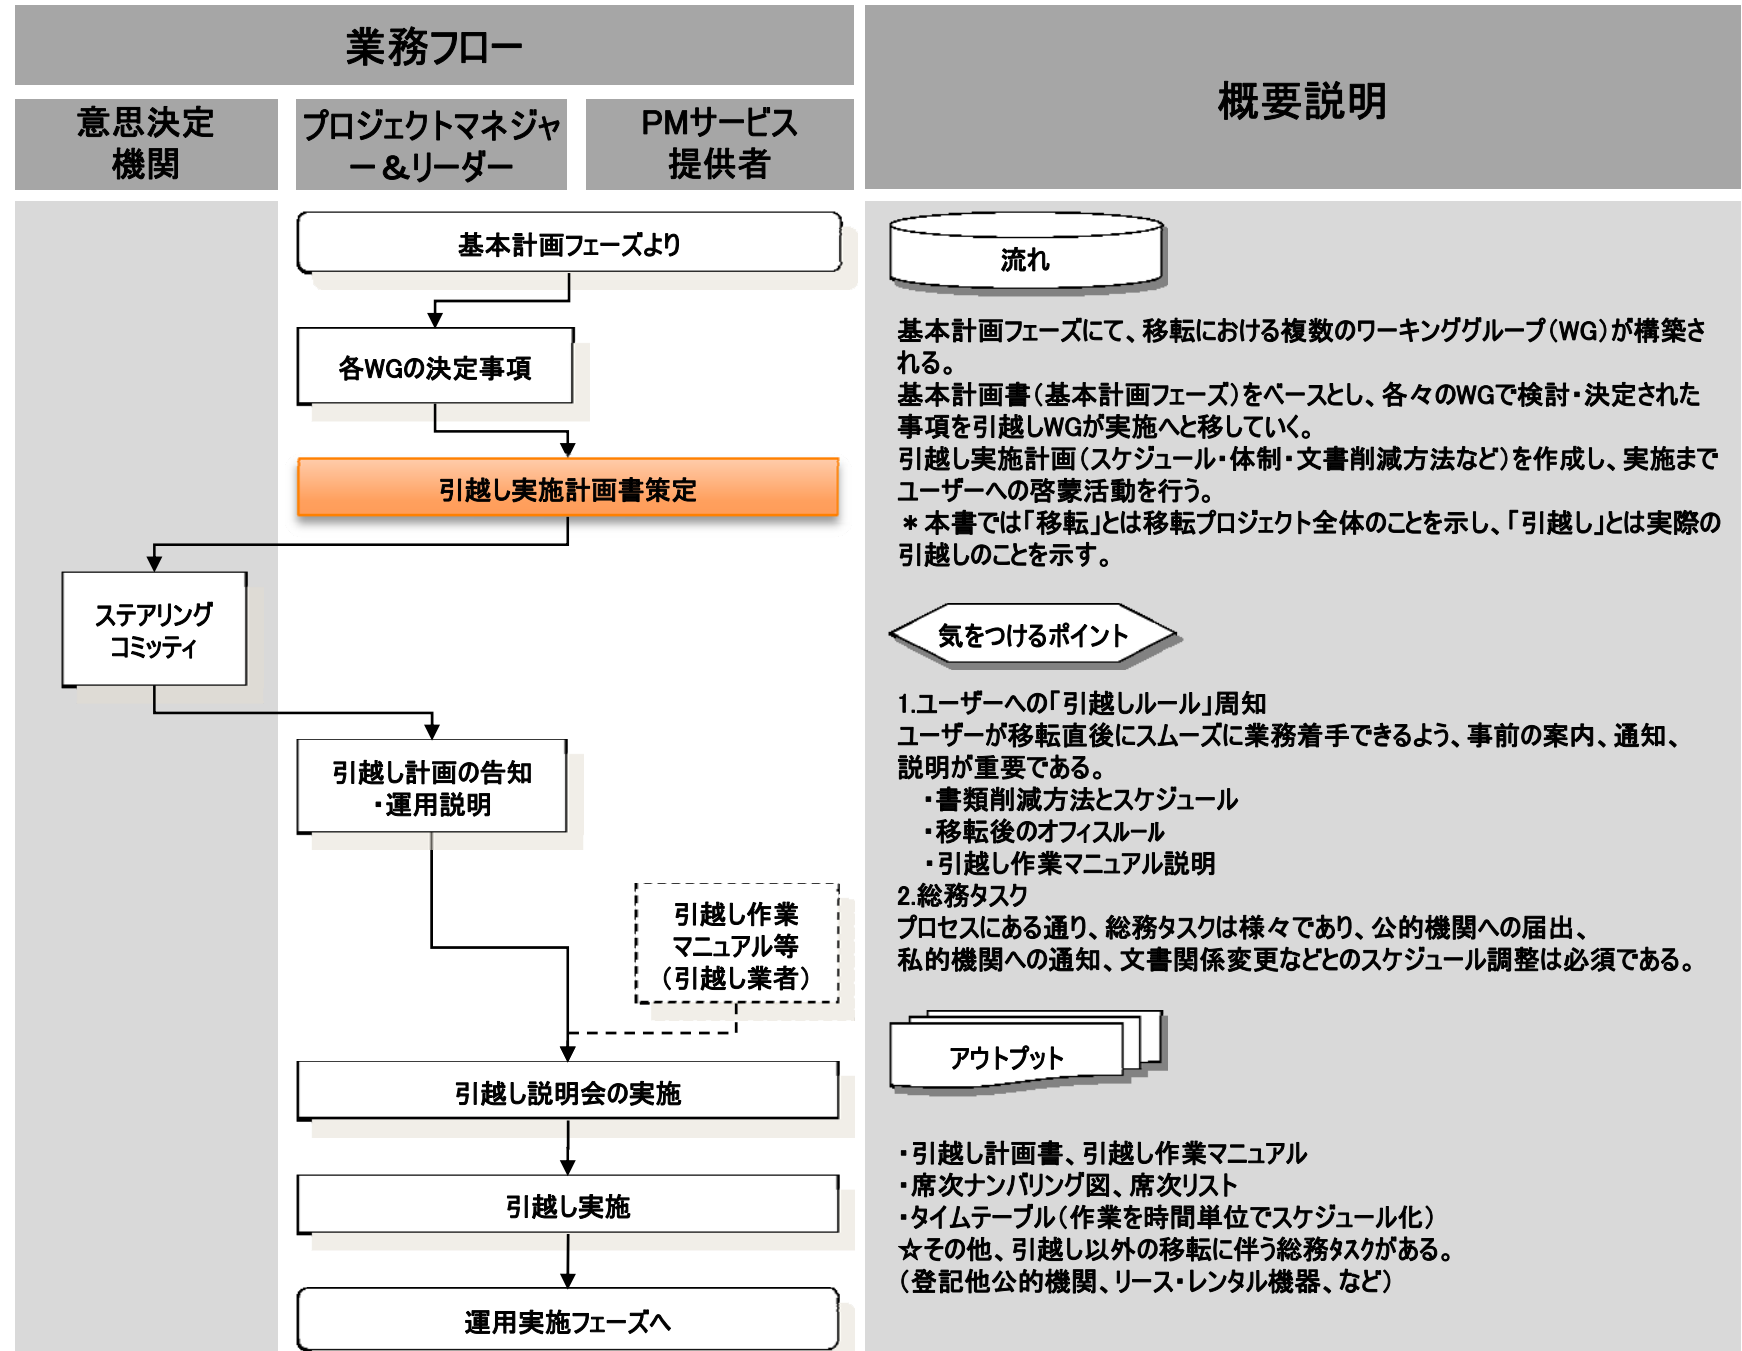 業務フロー
概要説明
意思決定
機関
プロジェクトマネジャ
ー&リーダー
PMサービス
提供者
基本計画フェーズより
各WGの決定事項
引越し実施計画書策定
ステアリング
コミッティ
引越し計画の告知
・運用説明
引越し作業
マニュアル等
（引越し業者）
引越し説明会の実施
引越し実施
運用実施フェーズへ
流れ
基本計画フェーズにて、移転における複数のワーキンググループ（WG）が構築さ
れる。
基本計画書（基本計画フェーズ）をベースとし、各々のWGで検討・決定された
事項を引越しWGが実施へと移していく。
引越し実施計画（スケジュール・体制・文書削減方法など）を作成し、実施まで
ユーザーへの啓蒙活動を行う。
＊本書では「移転」とは移転プロジェクト全体のことを示し、「引越し」とは実際の
引越しのことを示す。
気をつけるポイント
1.ユーザーへの「引越しルール」周知
ユーザーが移転直後にスムーズに業務着手できるよう、事前の案内、通知、
説明が重要である。
・書類削減方法とスケジュール
・移転後のオフィスルール
・引越し作業マニュアル説明
2.総務タスク
プロセスにある通り、総務タスクは様々であり、公的機関への届出、
私的機関への通知、文書関係変更などとのスケジュール調整は必須である。
アウトプット
・引越し計画書、引越し作業マニュアル
・席次ナンバリング図、席次リスト
・タイムテーブル（作業を時間単位でスケジュール化）
☆その他、引越し以外の移転に伴う総務タスクがある。
（登記他公的機関、リース・レンタル機器、など）